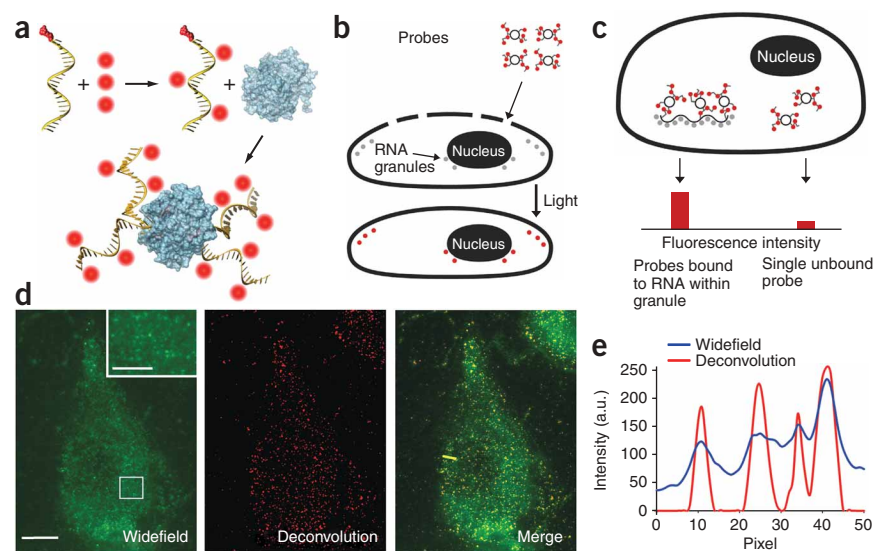 a
+
+
b
Probes
RNA
granules
Nucleus
Light
Nucleus
c
Nucleus
Fluorescence intensity
Probes bound
to RNA within
granule
Single unbound
probe
d
Widefield
Deconvolution
Merge
e
Widefield
Deconvolution
Intensity (a.u.)
250
200
150
100
50
0
0 10 20 30 40 50
Pixel